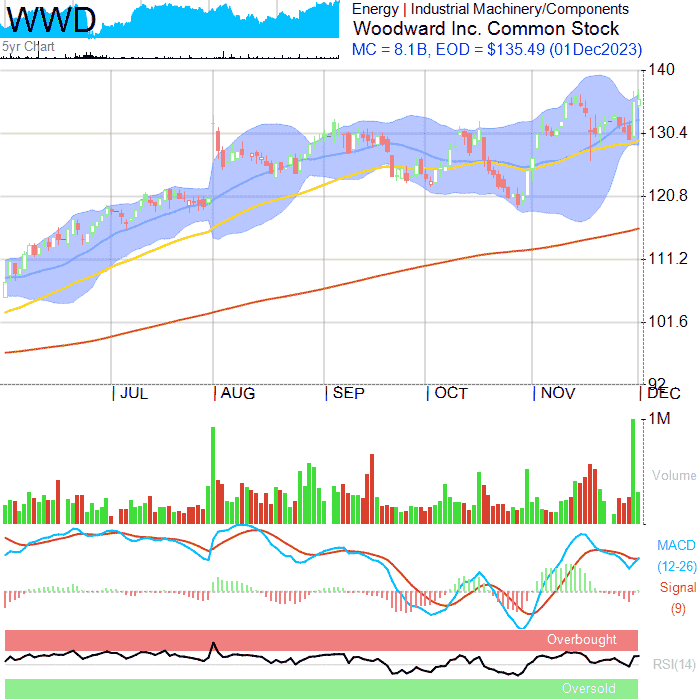 WWD
5yr Chart
Energy | Industrial Machinery/Components
Woodward Inc. Common Stock
MC = 8.1B, EOD = $135.49 (01Dec2023)
140
130.4
120.8
111.2
101.6
92
JUL
AUG
SEP
OCT
NOV
DEC
1M
Volume
MACD
(12-26)
Signal
(9)
Overbought
RSI(14)
Oversold